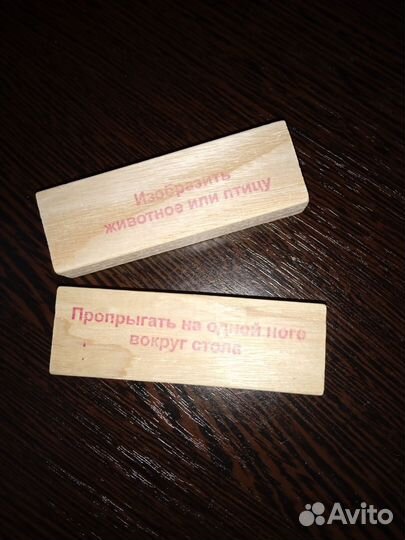 Изобразить
животное или птицу
Пропрыгать на одной ноге
вокруг стола
Avito